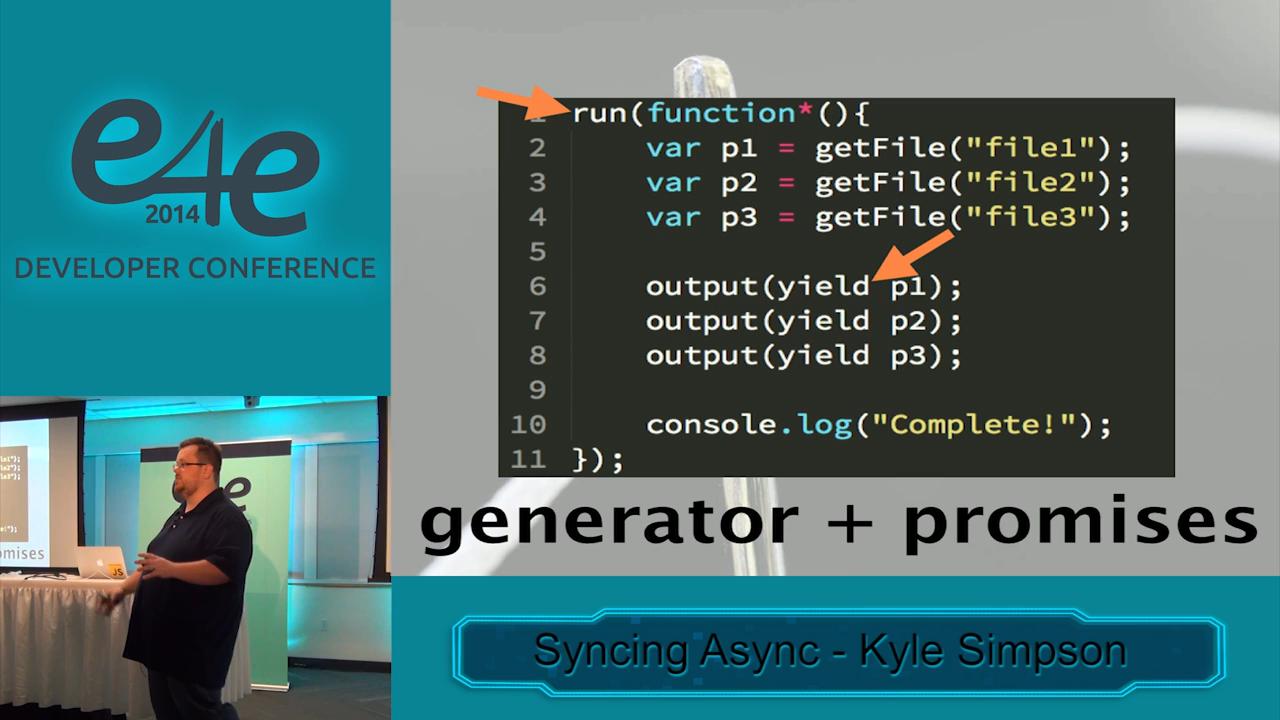 e4e
2014
DEVELOPER CONFERENCE
1 run(function*(){
2 var p1 = getFile("file1");
3 var p2 = getFile("file2");
4 var p3 = getFile("file3");
5
6 output(yield p1);
7 output(yield p2);
8 output(yield p3);
9
10 console.log("Complete!");
11 });
generator + promises
JS
Syncing Async - Kyle Simpson